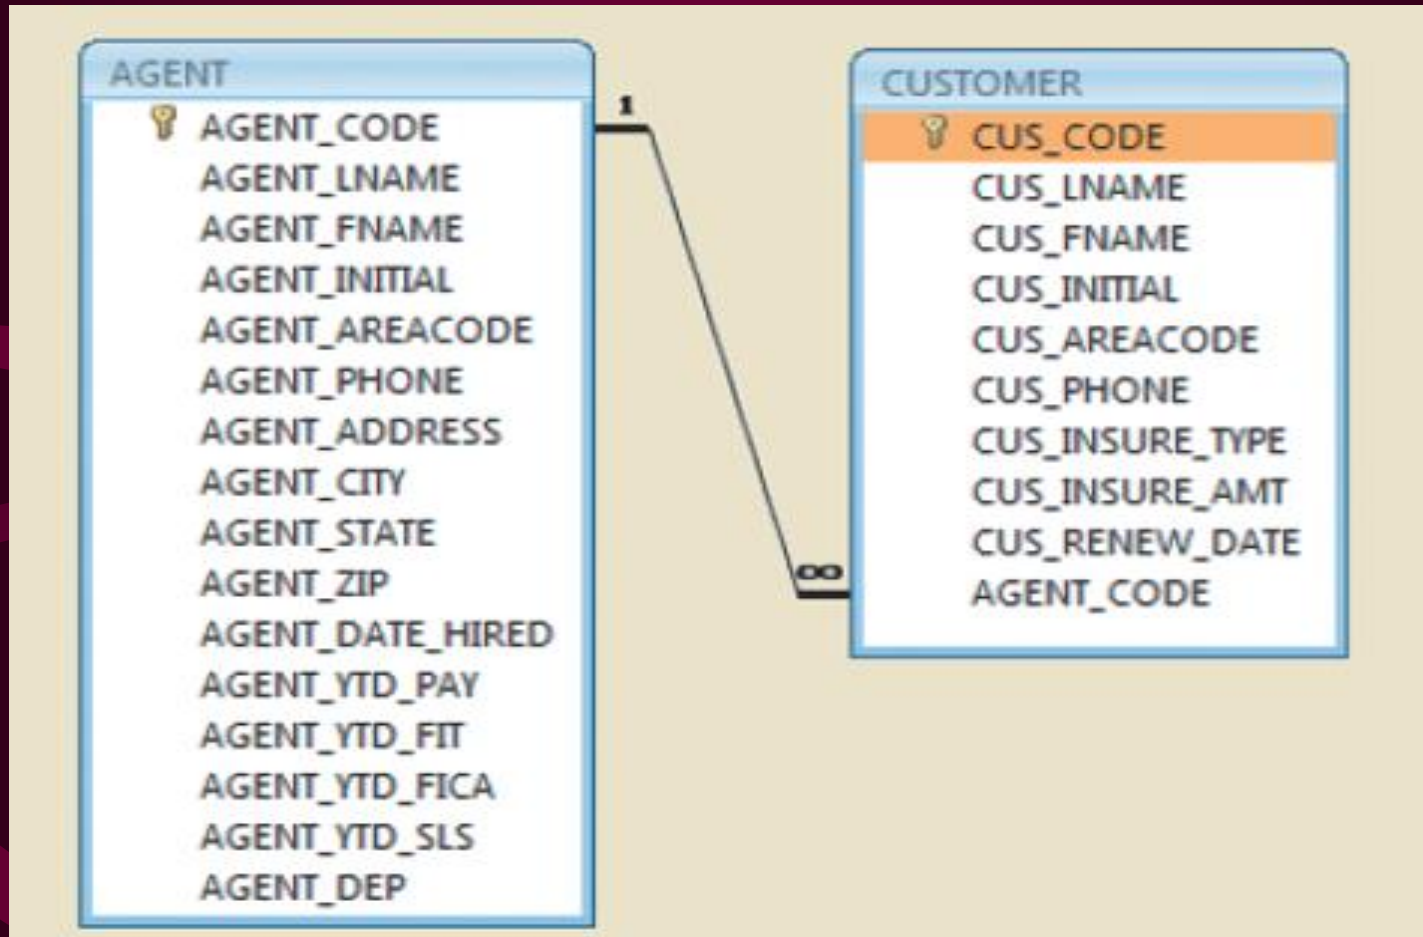 AGENT
AGENT_CODE
AGENT_LNAME
AGENT_FNAME
AGENT_INITIAL
AGENT_AREACODE
AGENT_PHONE
AGENT_ADDRESS
AGENT_CITY
AGENT_STATE
AGENT_ZIP
AGENT_DATE_HIRED
AGENT_YTD_PAY
AGENT_YTD_FIT
AGENT_YTD_FICA
AGENT_YTD_SLS
AGENT_DEP
1
∞
CUSTOMER
CUS_CODE
CUS_LNAME
CUS_FNAME
CUS_INITIAL
CUS_AREACODE
CUS_PHONE
CUS_INSURE_TYPE
CUS_INSURE_AMT
CUS_RENEW_DATE
AGENT_CODE